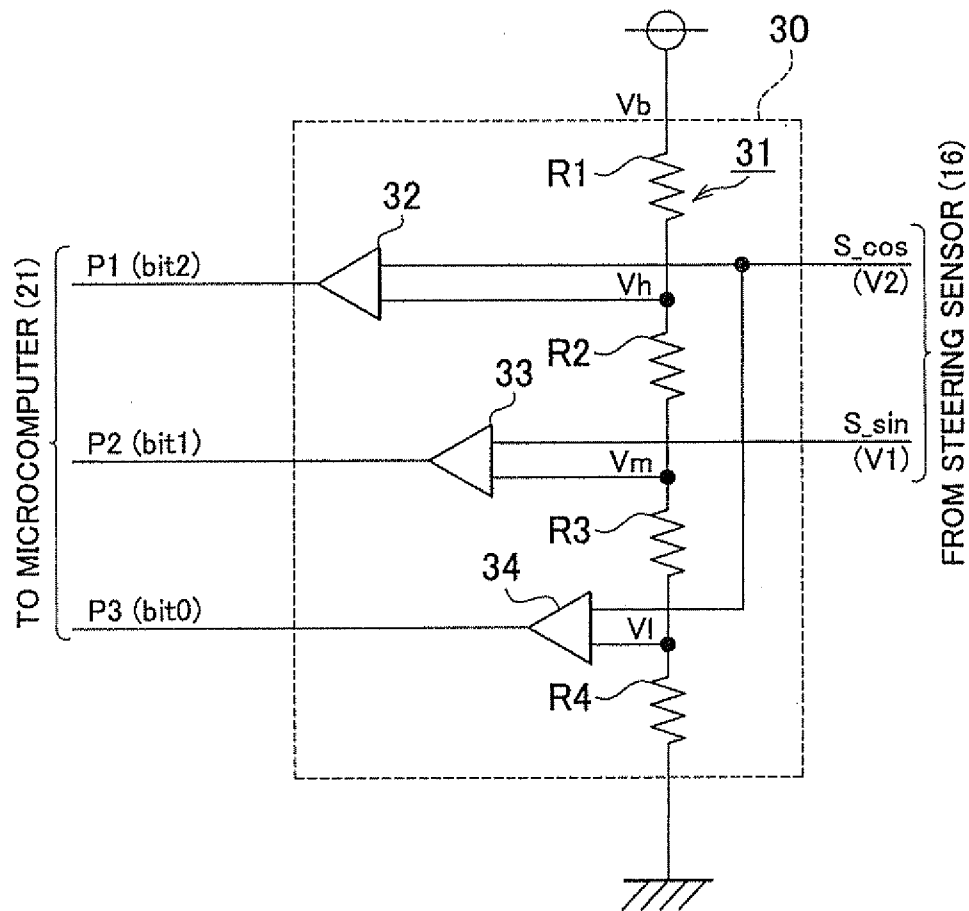 30
Vb
R1
31
32
P1 (bit2)
S_cos
(V2)
Vh
R2
33
P2 (bit1)
S_sin
(V1)
Vm
R3
34
P3 (bit0)
Vl
R4
TO MICROCOMPUTER (21)
FROM STEERING SENSOR (16)